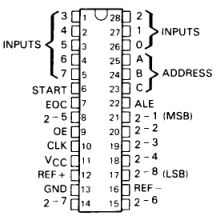 3 1 28 2
4 2 27 1 INPUTS
INPUTS 5 3 26 0
6 4 25 A
7 5 24 B ADDRESS
START 6 23 C
EOC 7 22 ALE
2-5 8 21 2-1 (MSB)
OE 9 20 2-2
CLK 10 19 2-3
VCC 11 18 2-4
REF+ 12 17 2-8 (LSB)
GND 13 16 REF-
2-7 14 15 2-6